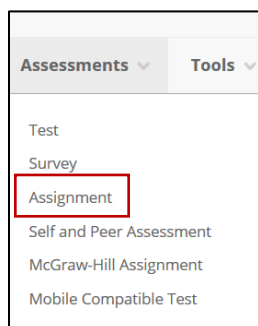 Assessments Tools
Test
Survey
Assignment
Self and Peer Assessment
McGraw-Hill Assignment
Mobile Compatible Test